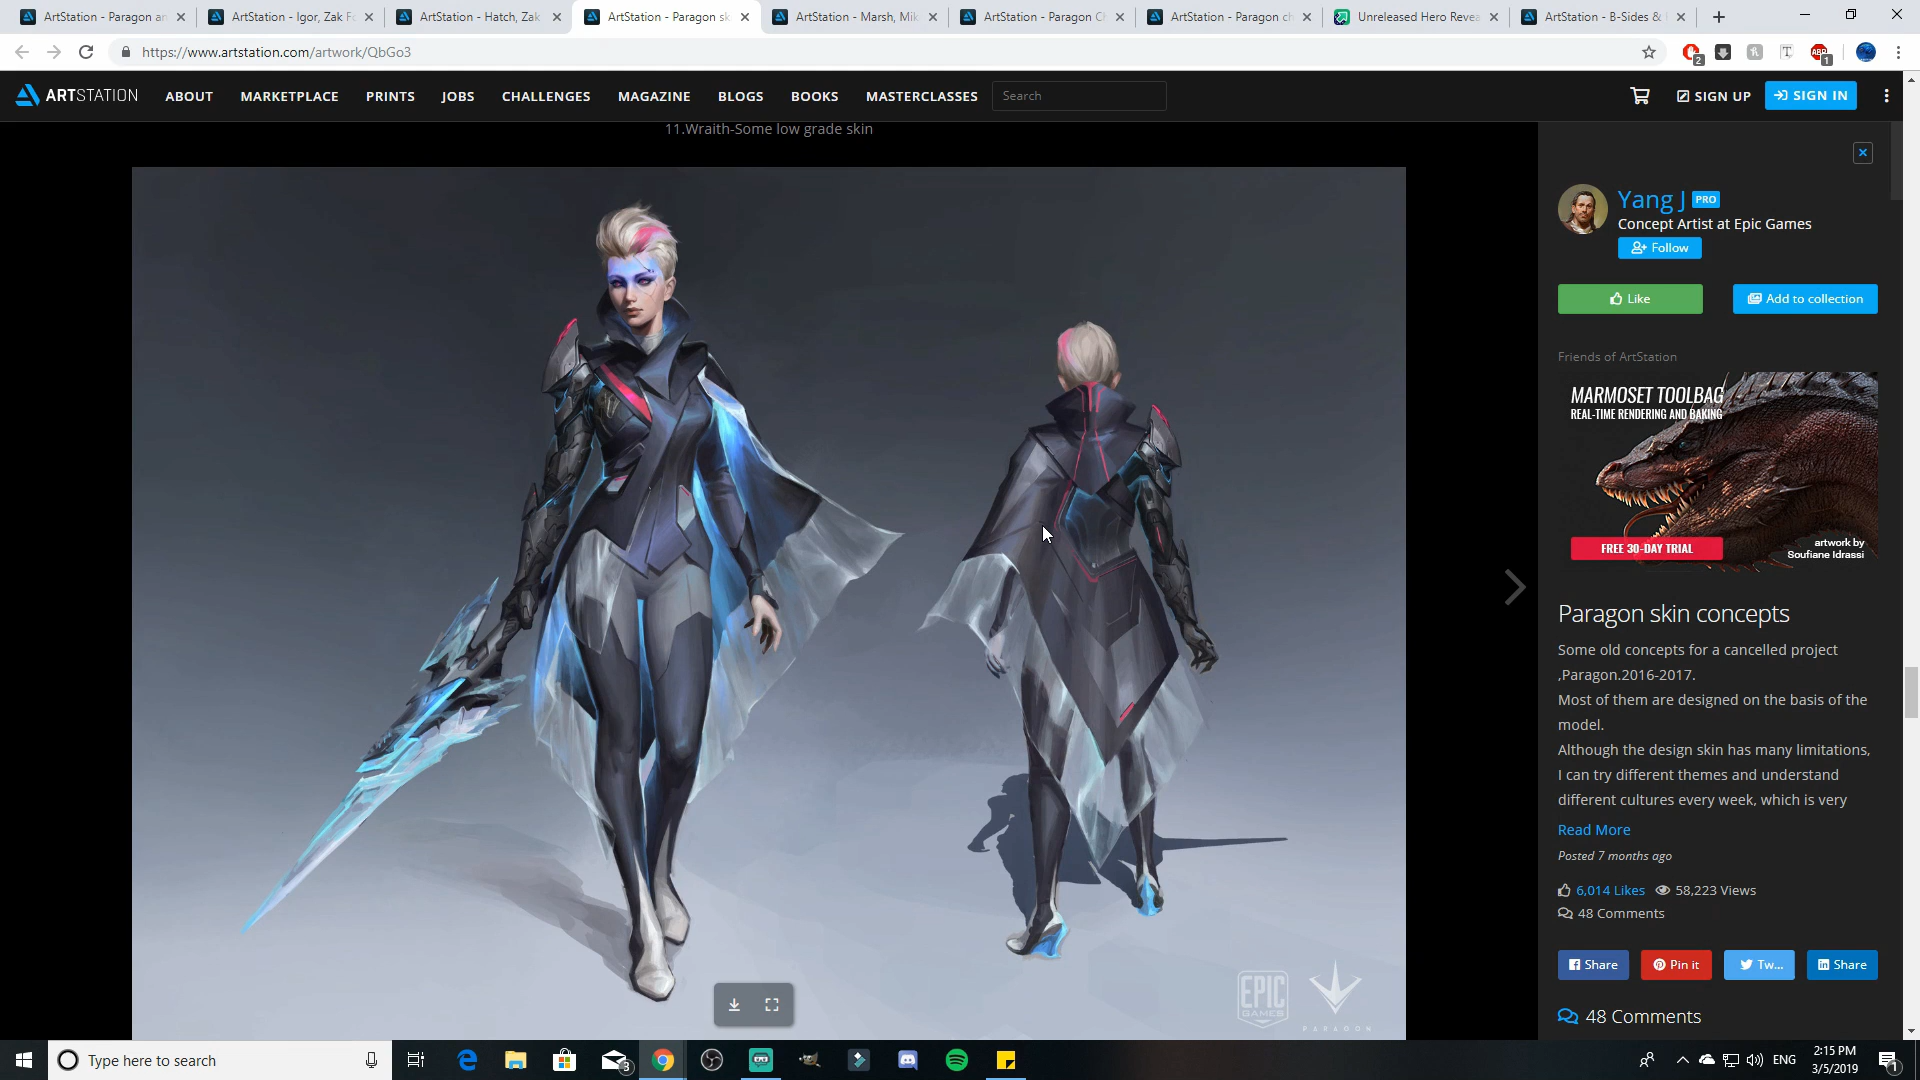 ArtStation - Paragon ar
ArtStation - Igor, Zak Fo
ArtStation - Hatch, Zak
ArtStation - Paragon sk
ArtStation - Marsh, Mik
ArtStation - Paragon Ch
ArtStation - Paragon ch
Unreleased Hero Revea
ArtStation - B-Sides &
https://www.artstation.com/artwork/QbGo3
2
T
ABP
1
ARTSTATION
ABOUT
MARKETPLACE
PRINTS
JOBS
CHALLENGES
MAGAZINE
BLOGS
BOOKS
MASTERCLASSES
Search
SIGN UP
SIGN IN
11.Wraith-Some low grade skin
Yang J PRO
Concept Artist at Epic Games
Follow
Like
Add to collection
Friends of ArtStation
MARMOSET TOOLBAG
REAL-TIME RENDERING AND BAKING
FREE 30-DAY TRIAL
artwork by
Soufiane Idrassi
Paragon skin concepts
Some old concepts for a cancelled project
,Paragon.2016-2017.
Most of them are designed on the basis of the
model.
Although the design skin has many limitations,
I can try different themes and understand
different cultures every week, which is very
Read More
Posted 7 months ago
6,014 Likes 58,223 Views
48 Comments
Share
Pin it
Tw...
Share
48 Comments
EPIC
GAMES
PARAGON
Type here to search
3
ENG
2:15 PM
3/5/2019
1